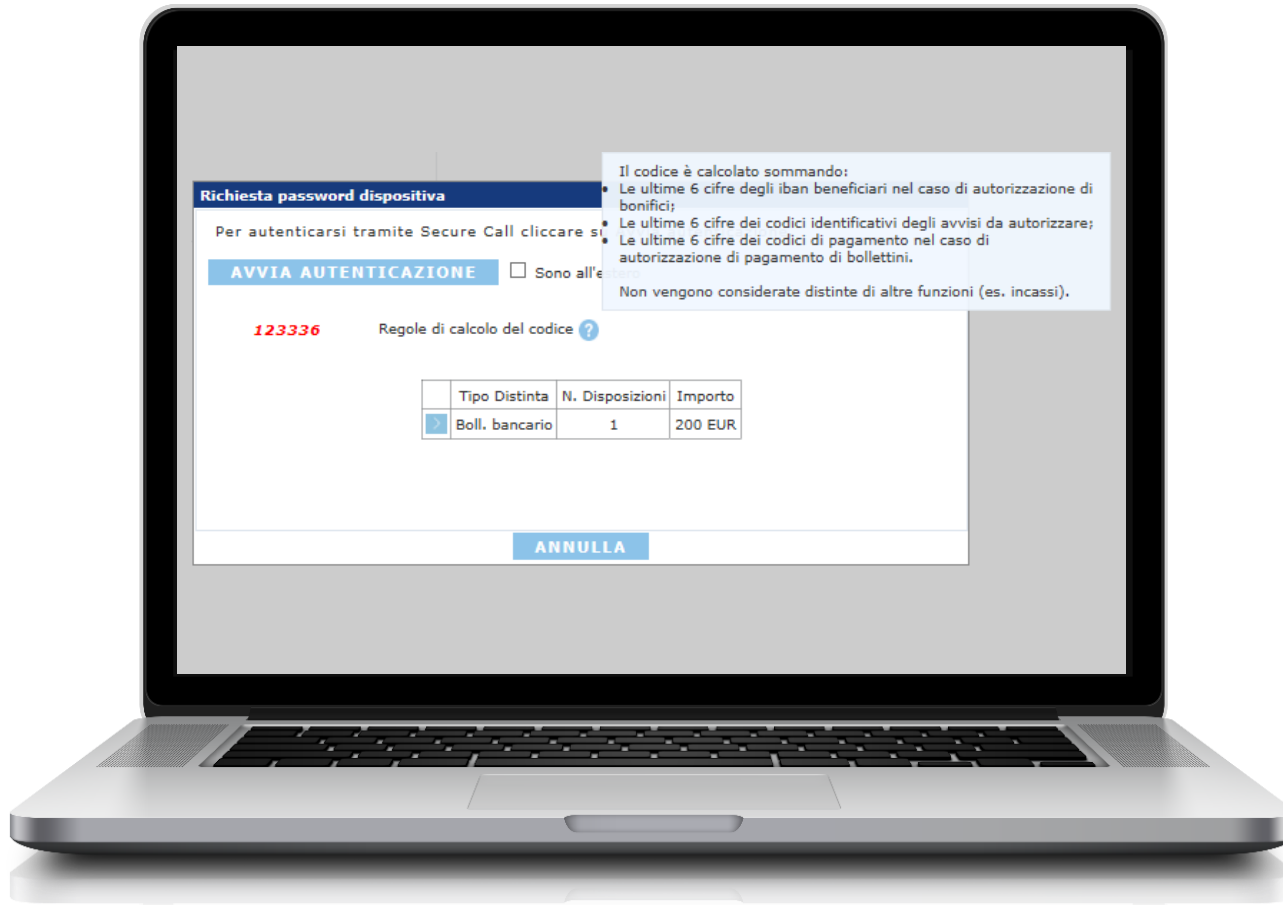 Il codice è calcolato sommando:
• Le ultime 6 cifre degli iban beneficiari nel caso di autorizzazione di
bonifici;
• Le ultime 6 cifre dei codici identificativi degli avvisi da autorizzare;
• Le ultime 6 cifre dei codici di pagamento nel caso di
autorizzazione di pagamento di bollettini.
Non vengono considerate distinte di altre funzioni (es. incassi).
Richiesta password dispositiva
Per autenticarsi tramite Secure Call cliccare su
AVVIA AUTENTICAZIONE Sono all'estero
123336 Regole di calcolo del codice ?
Tipo Distinta N. Disposizioni Importo
Boll. bancario 1 200 EUR
ANNULLA